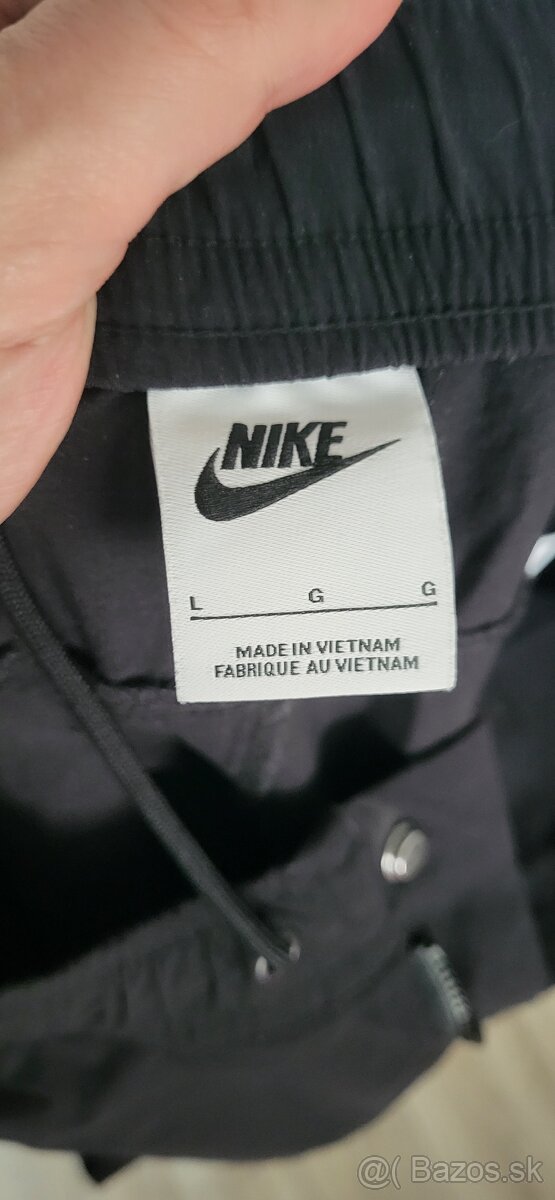 NIKE
L G G
MADE IN VIETNAM
FABRIQUE AU VIETNAM
@( Bazos.sk